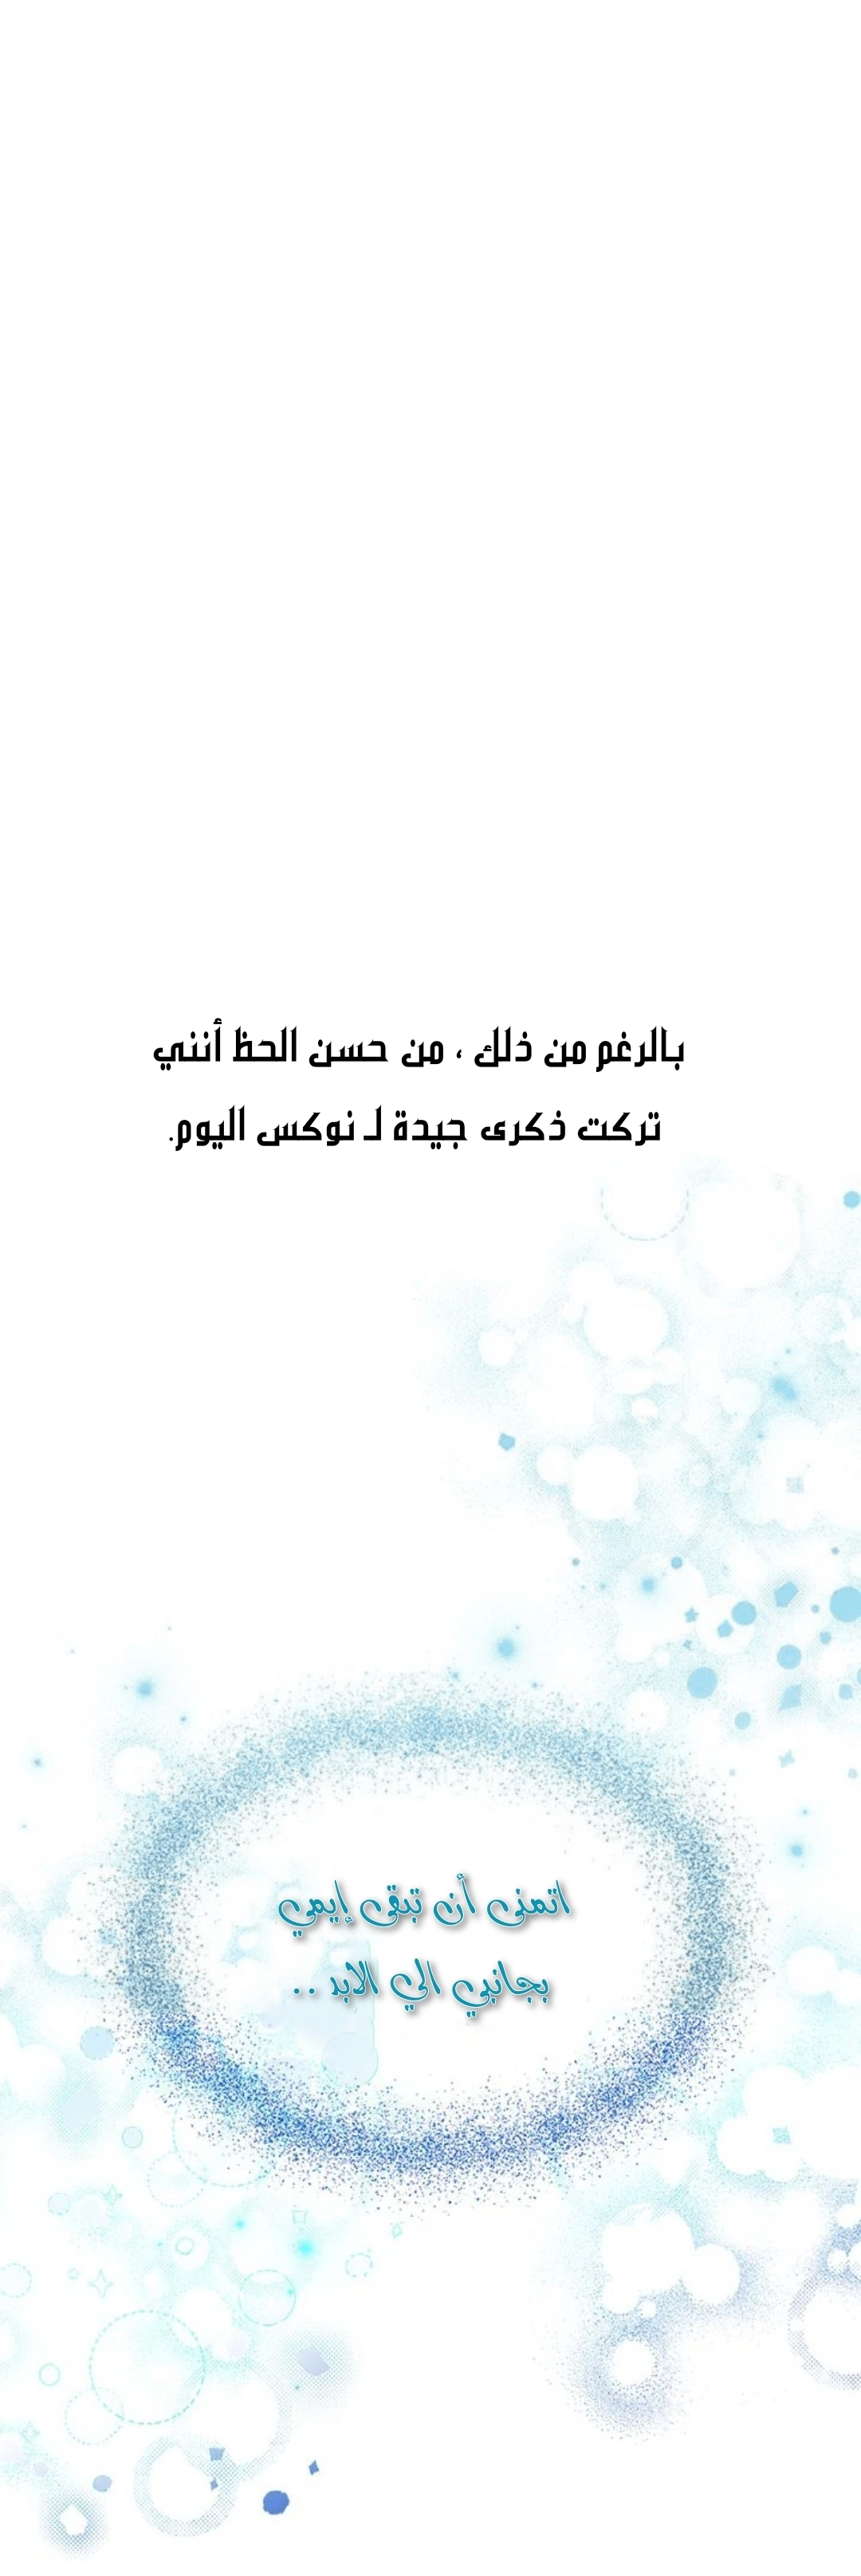 بالرغم من ذلك ، من حسن الحظ أنني
تركت ذكرى جيدة لـ نوكس اليوم.
اتمنى أن تبقى إيمي
بجانبي الي الابد ..